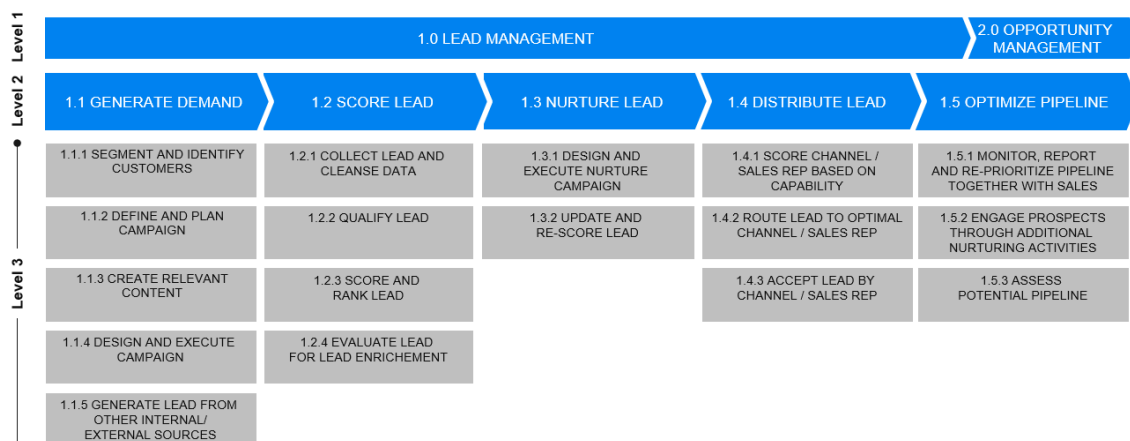 Level 1
1.0 LEAD MANAGEMENT
2.0 OPPORTUNITY
MANAGEMENT
Level 2
1.1 GENERATE DEMAND
1.2 SCORE LEAD
1.3 NURTURE LEAD
1.4 DISTRIBUTE LEAD
1.5 OPTIMIZE PIPELINE
Level 3
1.1.1 SEGMENT AND IDENTIFY
CUSTOMERS
1.2.1 COLLECT LEAD AND
CLEANSE DATA
1.3.1 DESIGN AND
EXECUTE NURTURE
CAMPAIGN
1.4.1 SCORE CHANNEL /
SALES REP BASED ON
CAPABILITY
1.5.1 MONITOR, REPORT
AND RE-PRIORITIZE PIPELINE
TOGETHER WITH SALES
1.1.2 DEFINE AND PLAN
CAMPAIGN
1.2.2 QUALIFY LEAD
1.3.2 UPDATE AND
RE-SCORE LEAD
1.4.2 ROUTE LEAD TO OPTIMAL
CHANNEL / SALES REP
1.5.2 ENGAGE PROSPECTS
THROUGH ADDITIONAL
NURTURING ACTIVITIES
1.1.3 CREATE RELEVANT
CONTENT
1.2.3 SCORE AND
RANK LEAD
1.4.3 ACCEPT LEAD BY
CHANNEL / SALES REP
1.5.3 ASSESS
POTENTIAL PIPELINE
1.1.4 DESIGN AND EXECUTE
CAMPAIGN
1.2.4 EVALUATE LEAD
FOR LEAD ENRICHEMENT
1.1.5 GENERATE LEAD FROM
OTHER INTERNAL/
EXTERNAL SOURCES